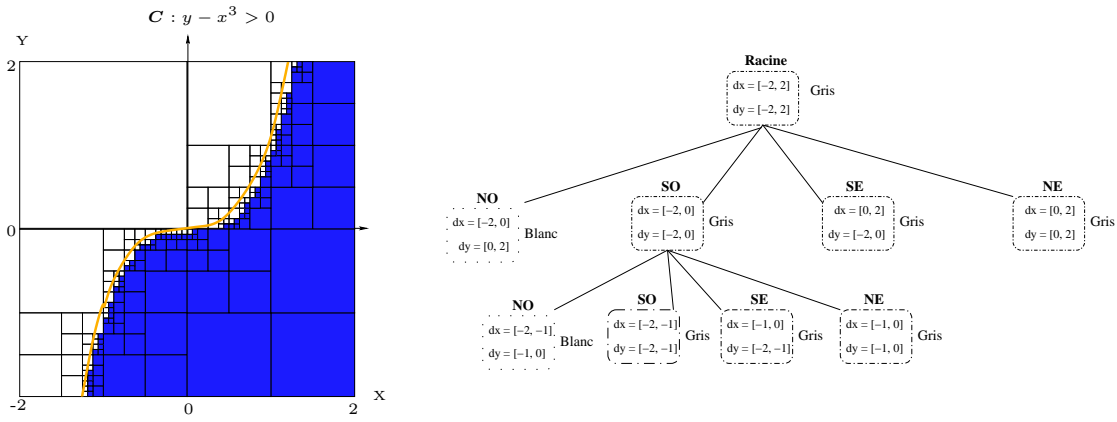 C : y − x³ > 0
Y
2
0
-2
0
2
X
Racine
dx = [−2, 2]
dy = [−2, 2]
Gris
NO
dx = [−2, 0]
dy = [0, 2]
Blanc
SO
dx = [−2, 0]
dy = [−2, 0]
Gris
SE
dx = [0, 2]
dy = [−2, 0]
Gris
NE
dx = [0, 2]
dy = [0, 2]
Gris
NO
dx = [−2, −1]
dy = [−1, 0]
Blanc
SO
dx = [−2, −1]
dy = [−2, −1]
Gris
SE
dx = [−1, 0]
dy = [−2, −1]
Gris
NE
dx = [−1, 0]
dy = [−1, 0]
Gris